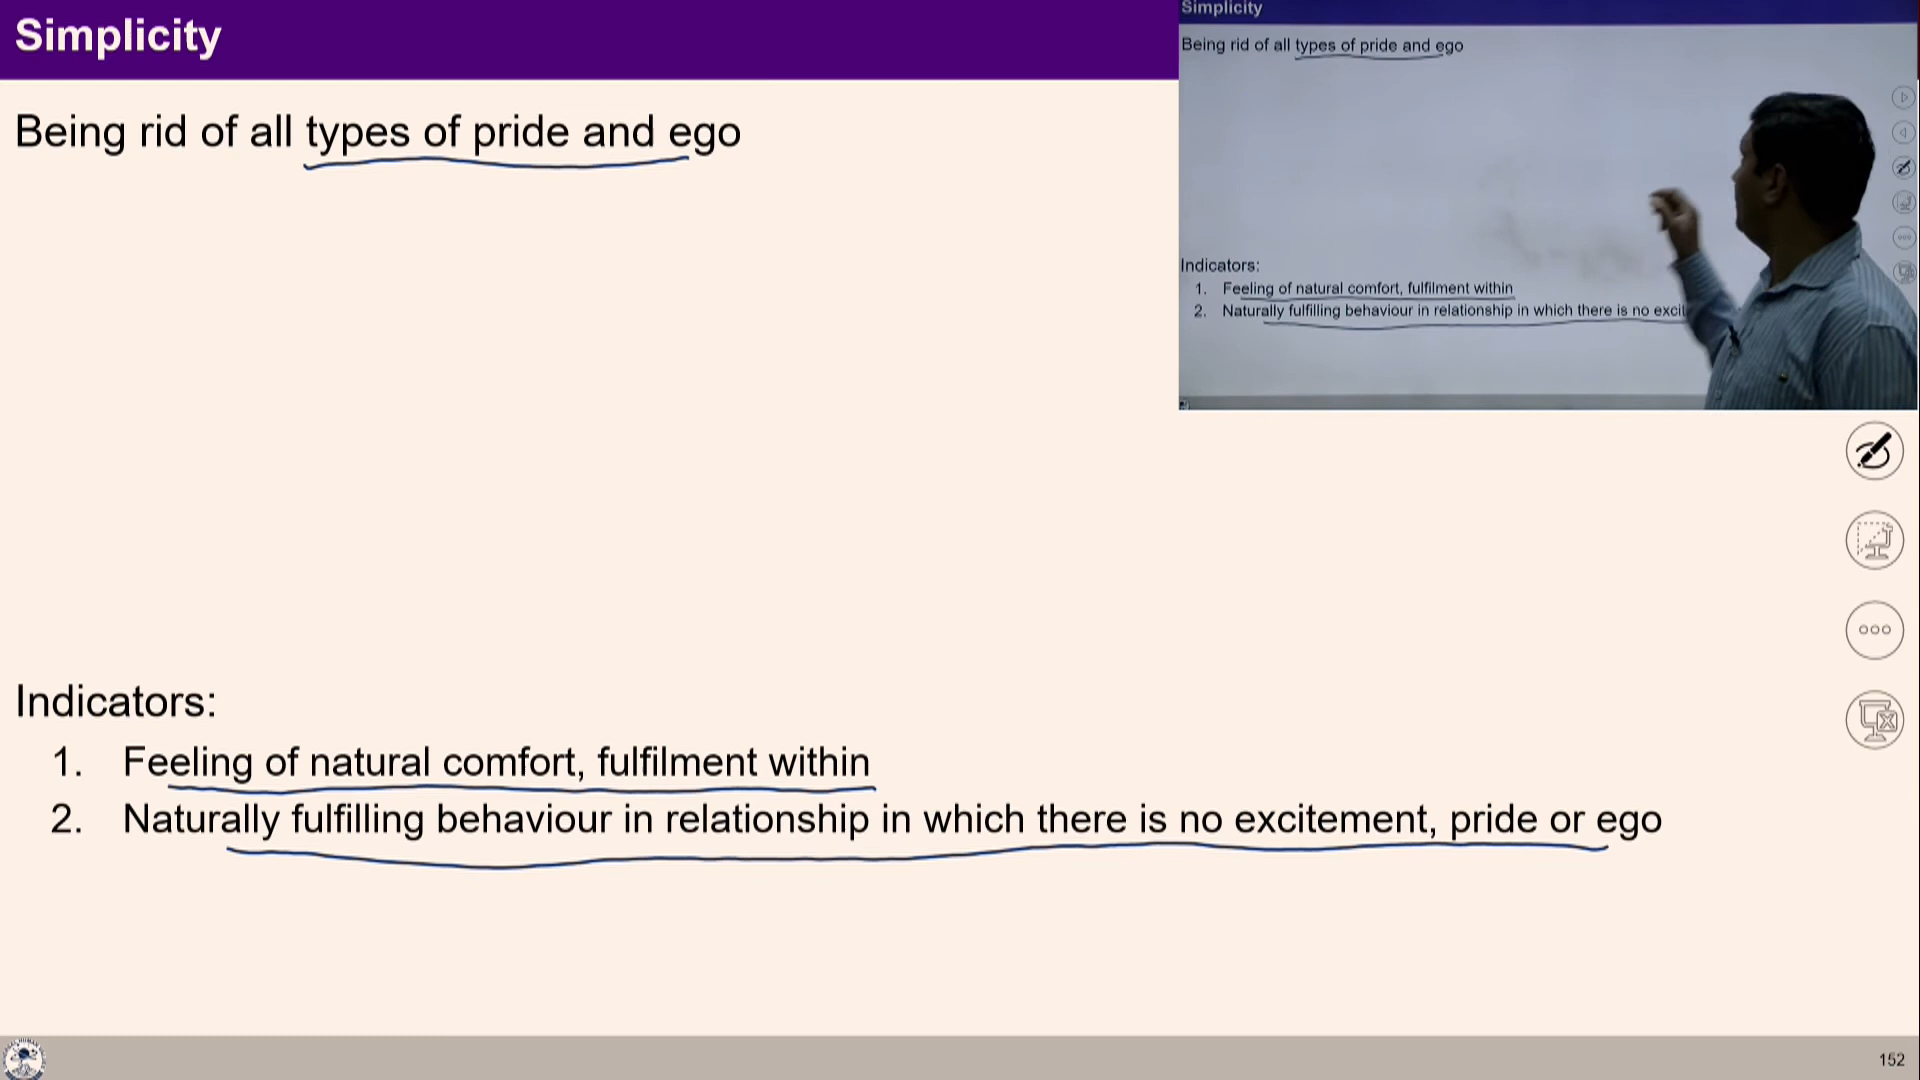 Simplicity
Being rid of all types of pride and ego
Indicators:
1. Feeling of natural comfort, fulfilment within
2. Naturally fulfilling behaviour in relationship in which there is no excitement, pride or ego
152
Simplicity
Being rid of all types of pride and ego
Indicators:
1. Feeling of natural comfort, fulfilment within
2. Naturally fulfilling behaviour in relationship in which there is no excit